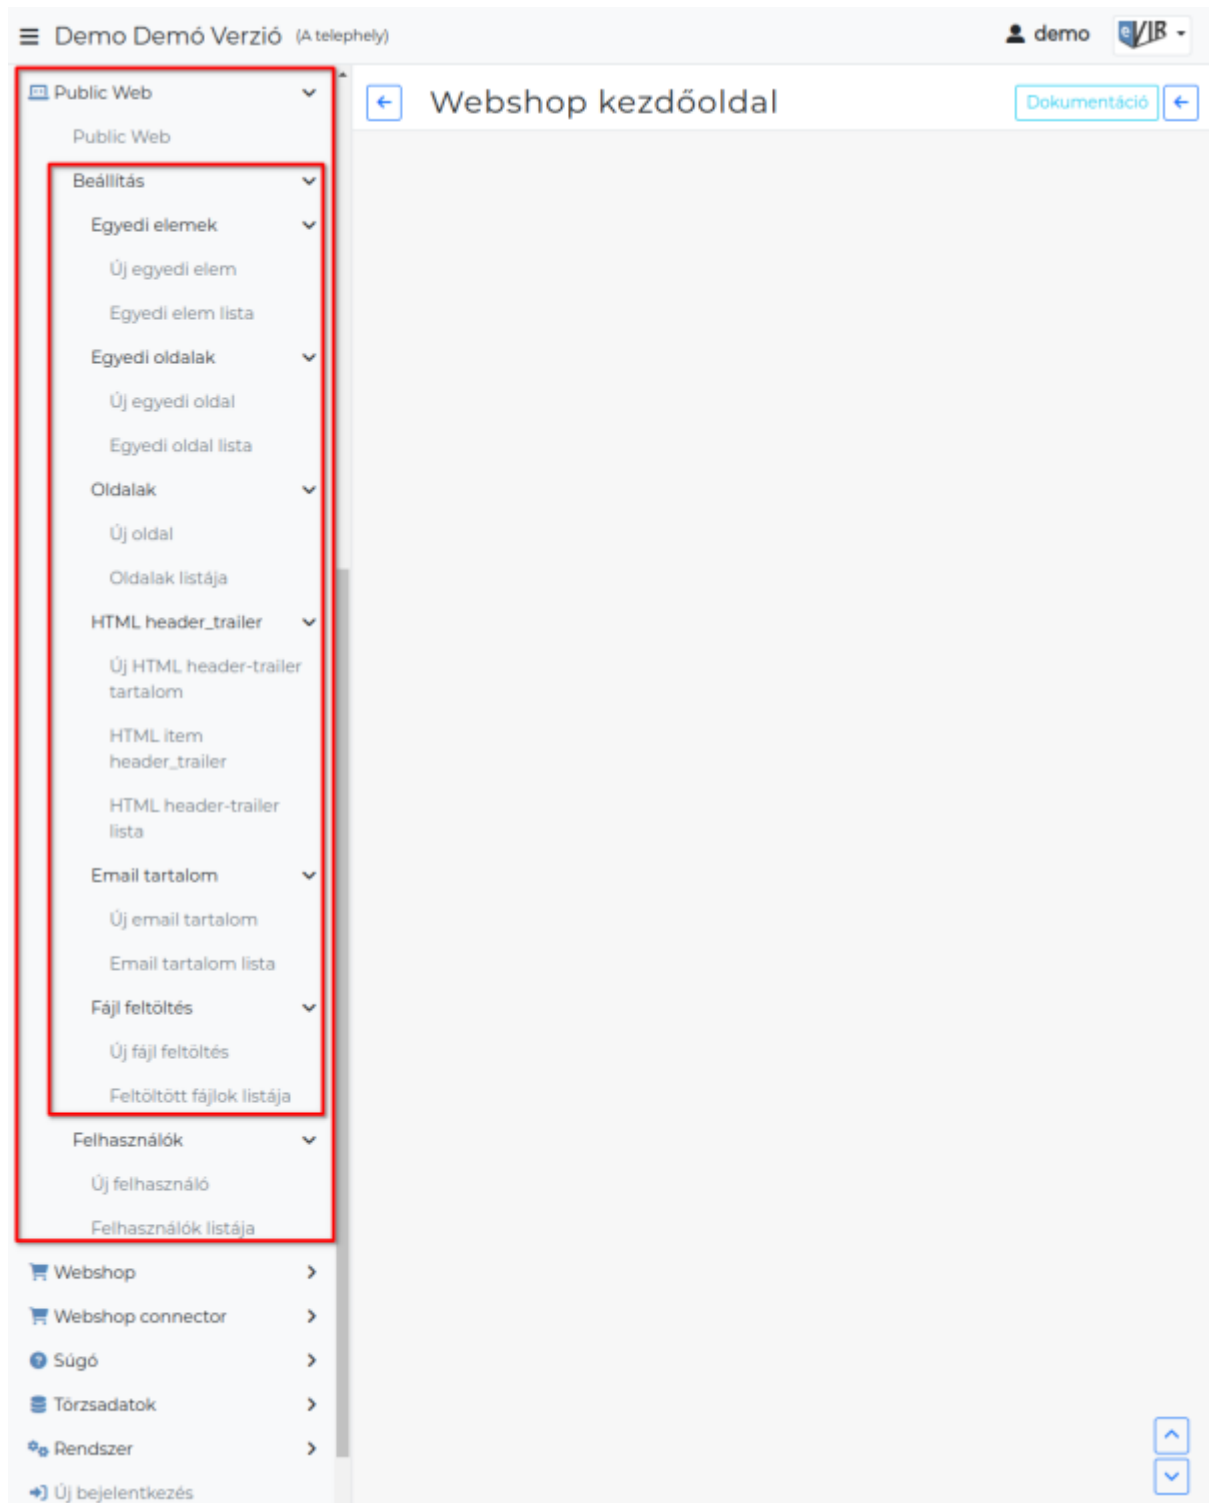 Demo Demó Verzió (A telephely)
demo
eVIR
Public Web
Webshop kezdőoldal
Dokumentáció
Public Web
Beállítás
Egyedi elemek
Új egyedi elem
Egyedi elem lista
Egyedi oldalak
Új egyedi oldal
Egyedi oldal lista
Oldalak
Új oldal
Oldalak listája
HTML header_trailer
Új HTML header-trailer
tartalom
HTML item
header_trailer
HTML header-trailer
lista
Email tartalom
Új email tartalom
Email tartalom lista
Fájl feltöltés
Új fájl feltöltés
Feltöltött fájlok listája
Felhasználók
Új felhasználó
Felhasználók listája
Webshop
Webshop connector
Súgó
Törzsadatok
Rendszer
Új bejelentkezés